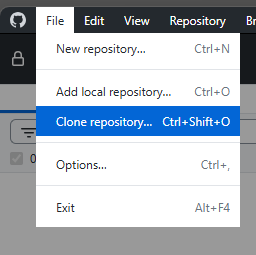 File Edit View Repository Br
New repository... Ctrl+N
Add local repository... Ctrl+O
Clone repository... Ctrl+Shift+O
0
Options... Ctrl+,
Exit Alt+F4